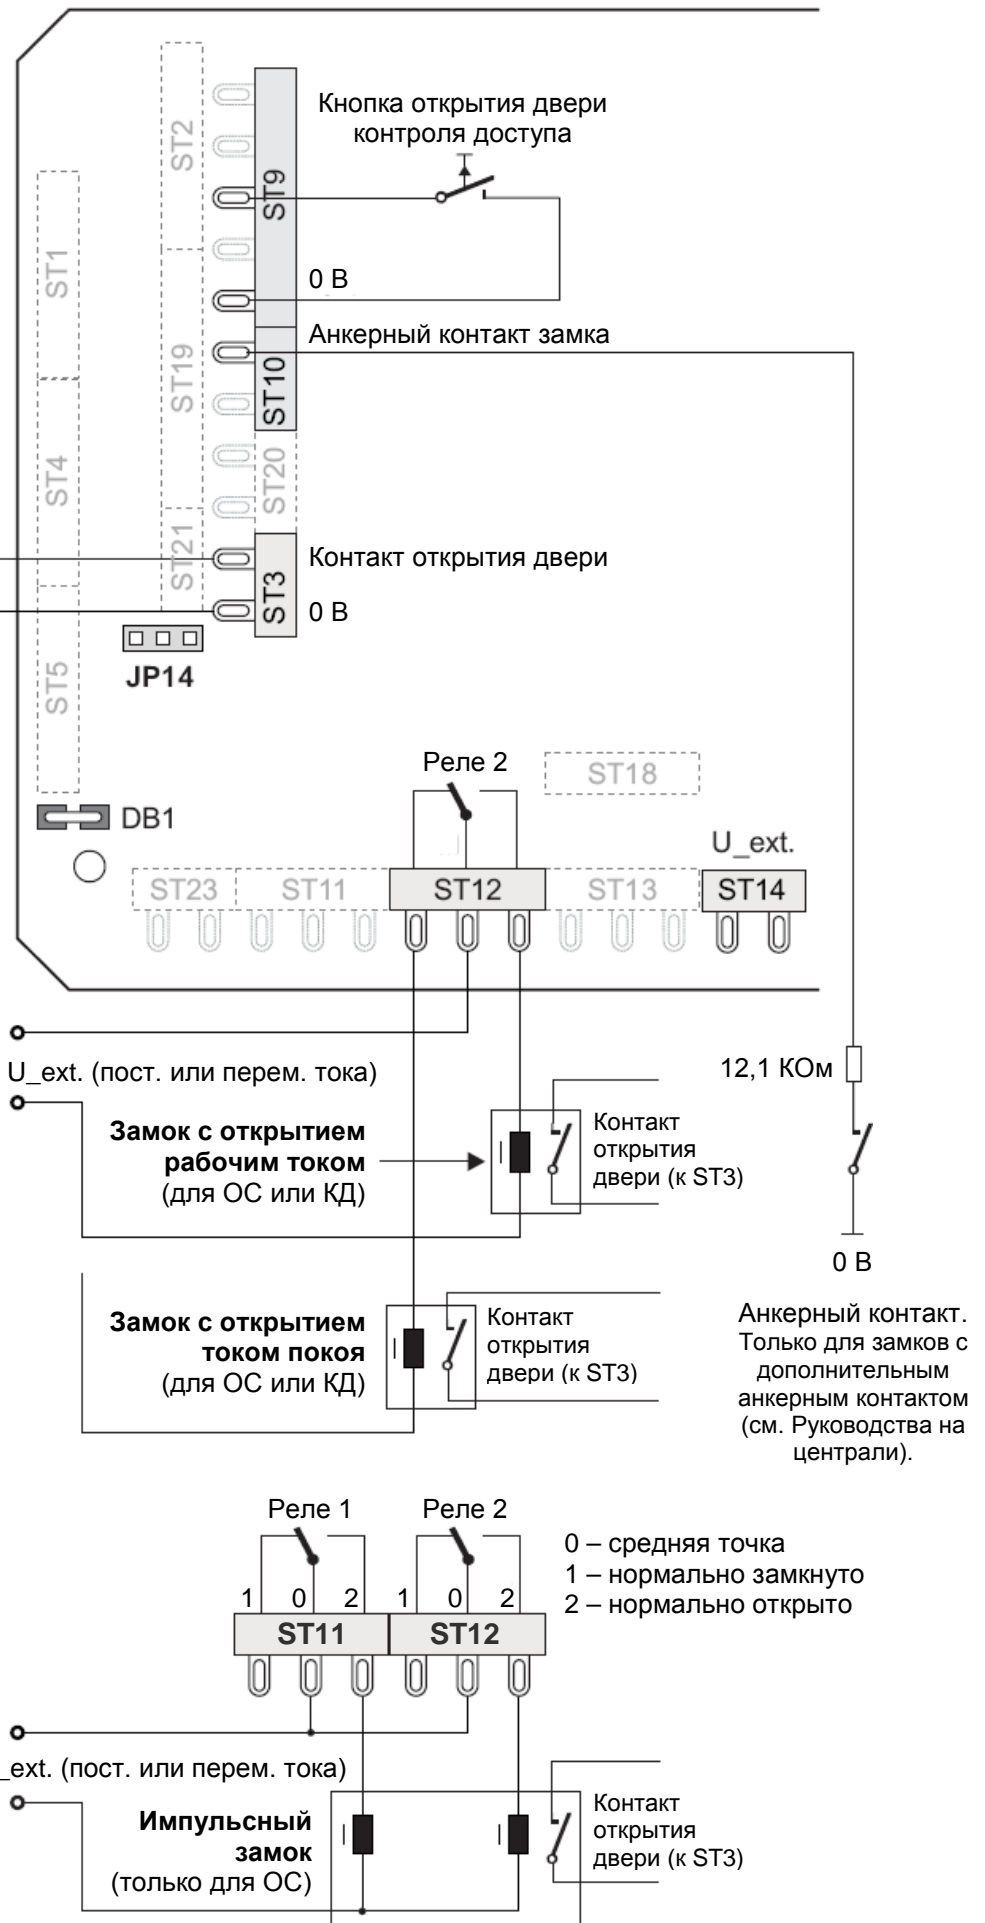 Кнопка открытия двери
контроля доступа
ST2
ST9
ST1
0 В
Анкерный контакт замка
ST19
ST10
ST4
ST20
ST21
Контакт открытия двери
ST3
0 В
JP14
ST5
Реле 2
ST18
DB1
U_ext.
ST23
ST11
ST12
ST13
ST14
U_ext. (пост. или перем. тока)
12,1 КОм
Замок с открытием
рабочим током
(для ОС или КД)
Контакт
открытия
двери (к ST3)
0 В
Замок с открытием
током покоя
(для ОС или КД)
Контакт
открытия
двери (к ST3)
Анкерный контакт.
Только для замков с
дополнительным
анкерным контактом
(см. Руководства на
централи).
Реле 1
Реле 2
0 – средняя точка
1 – нормально замкнуто
2 – нормально открыто
1 0 2
1 0 2
ST11
ST12
_ext. (пост. или перем. тока)
Импульсный
замок
(только для ОС)
Контакт
открытия
двери (к ST3)